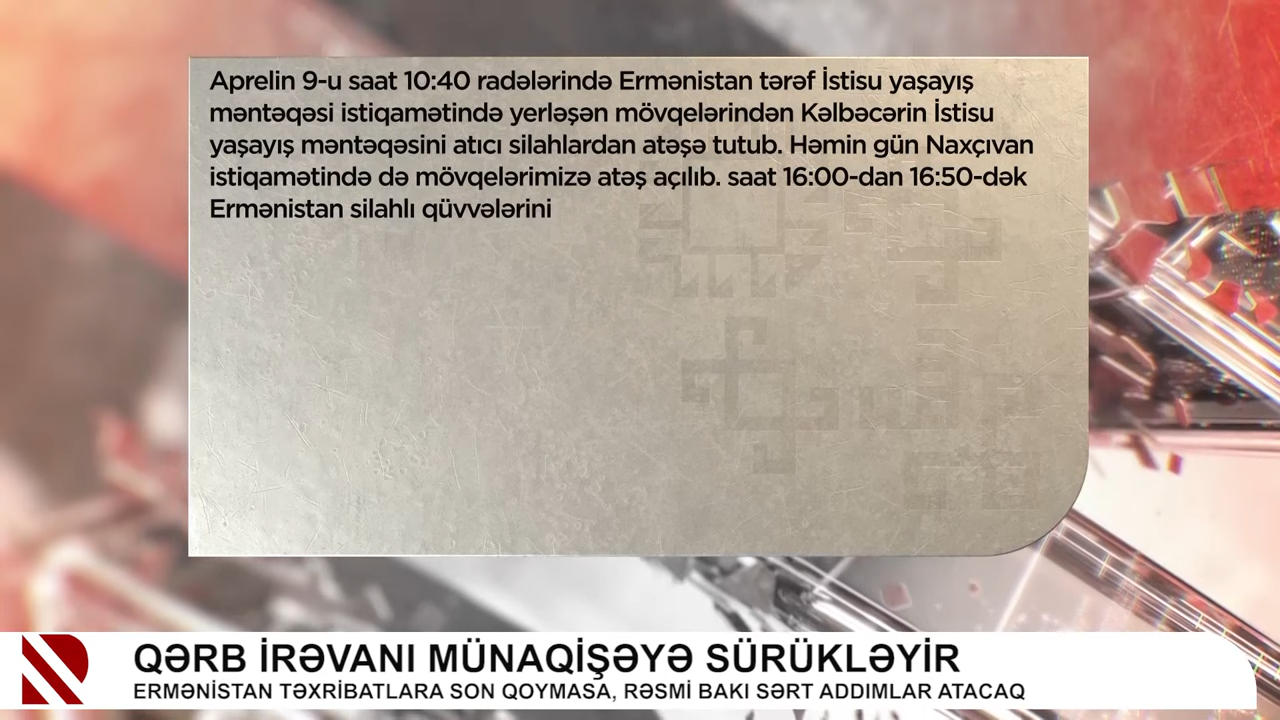 Aprelin 9-u saat 10:40 radələrində Ermənistan tərəf İstisu yaşayış
məntəqəsi istiqamətində yerləşən mövqelərindən Kəlbəcərin İstisu
yaşayış məntəqəsini atıcı silahlardan atəşə tutub. Həmin gün Naxçıvan
istiqamətində də mövqelərimizə atəş açılıb. saat 16:00-dan 16:50-dək
Ermənistan silahlı qüvvələrini
QƏRB İRƏVANI MÜNAQİŞƏYƏ SÜRÜKLƏYİR
ERMƏNİSTAN TƏXRİBATLARA SON QOYMASA, RƏSMİ BAKI SƏRT ADDIMLAR ATACAQ